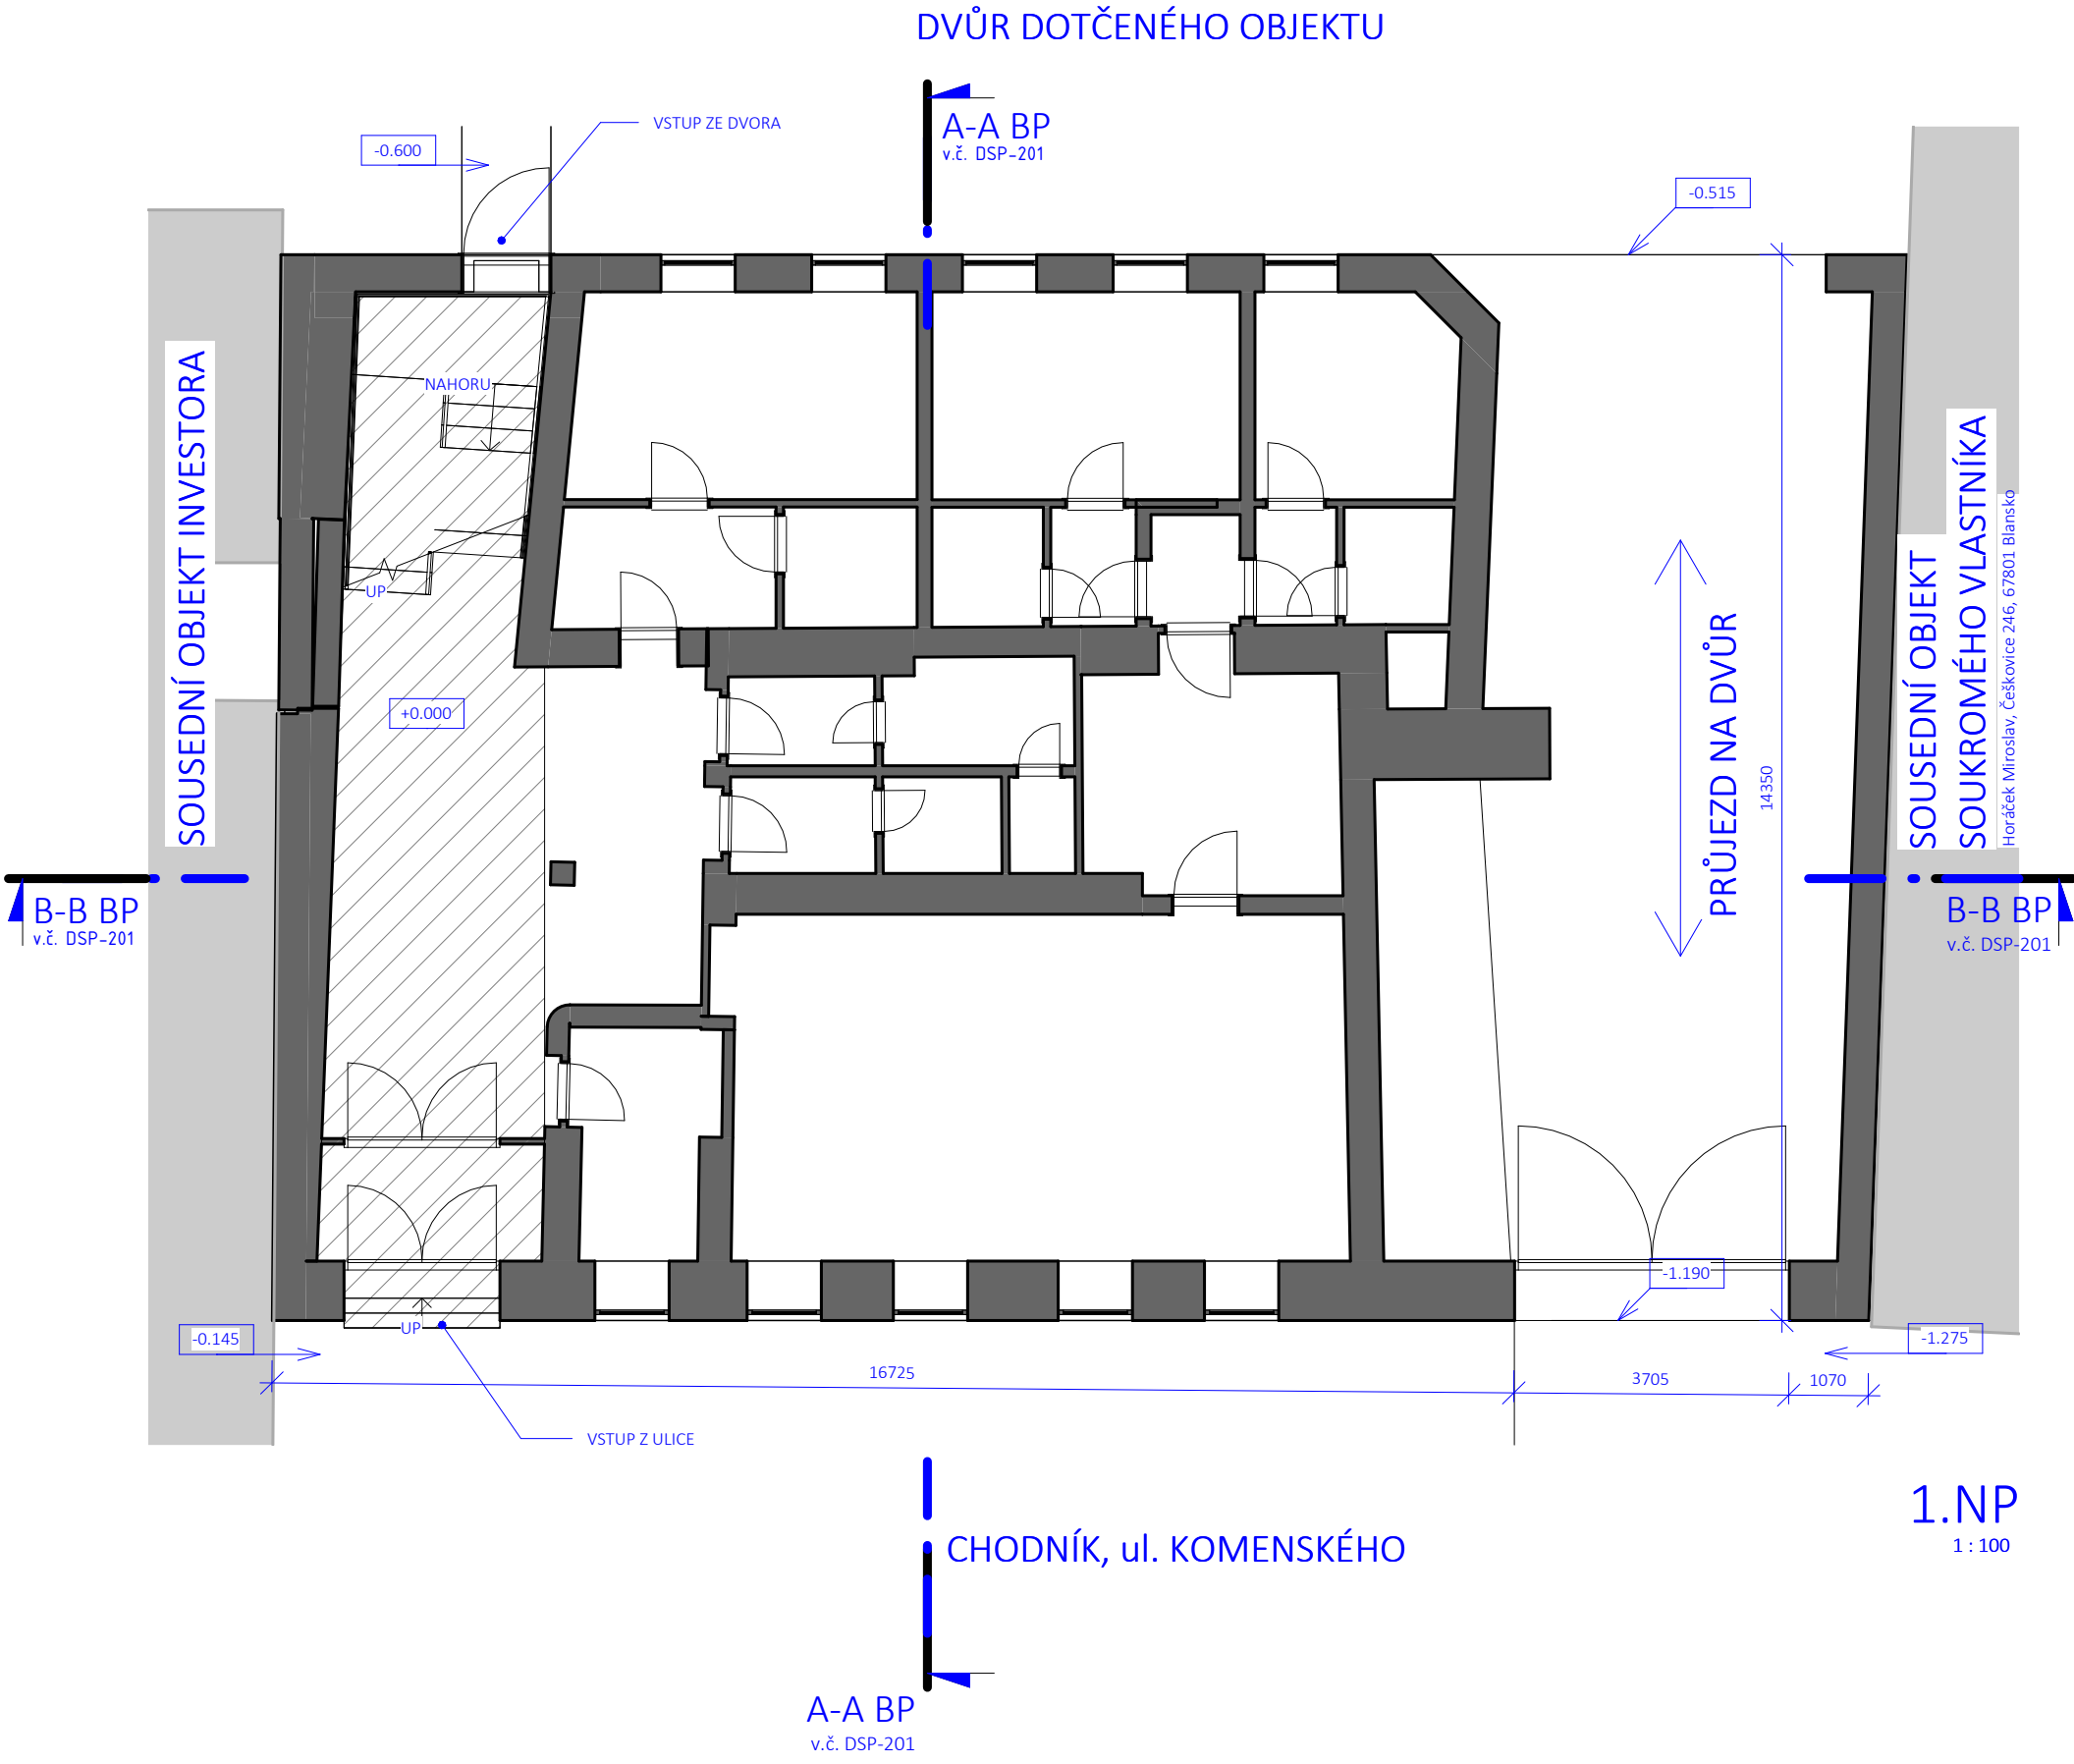 DVŮR DOTČENÉHO OBJEKTU
VSTUP ZE DVORA
A-A BP
v.č. DSP-201
-0.600
-0.515
NAHORU
SOUSEDNÍ OBJEKT INVESTORA
UP
+0.000
PRŮJEZD NA DVŮR
14350
SOUSEDNÍ OBJEKT
SOUKROMÉHO VLASTNÍKA
Horáček Miroslav, Češkovice 246, 67801 Blansko
B-B BP
v.č. DSP-201
B-B BP
v.č. DSP-201
-1.190
UP
-0.145
-1.275
16725
3705
1070
VSTUP Z ULICE
1.NP
1 : 100
CHODNÍK, ul. KOMENSKÉHO
A-A BP
v.č. DSP-201